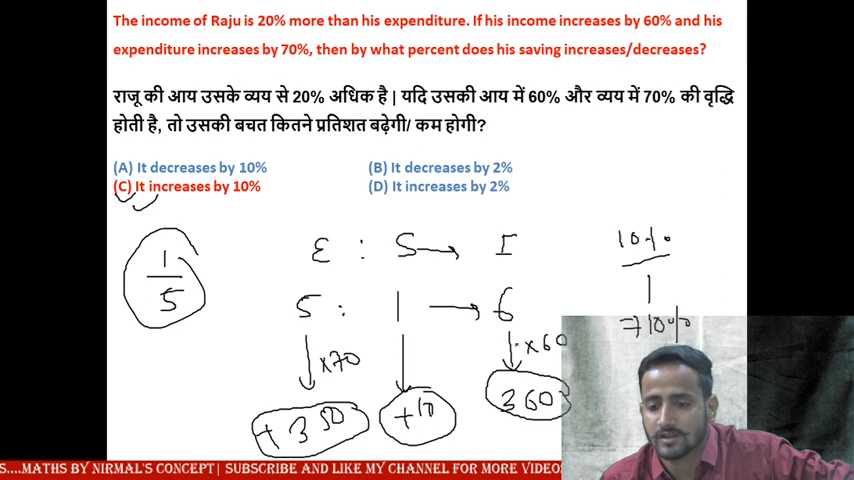 The income of Raju is 20% more than his expenditure. If his income increases by 60% and his
expenditure increases by 70%, then by what percent does his saving increases/decreases?
राजू की आय उसके व्यय से 20% अधिक है | यदि उसकी आय में 60% और व्यय में 70% की वृद्धि
होती है, तो उसकी बचत कितने प्रतिशत बढ़ेगी/ कम होगी?
(A) It decreases by 10% (B) It decreases by 2%
(C) It increases by 10% (D) It increases by 2%
1/5
E : S → I
10%
5 : 1 → 6
1
⇒10%
×70
×60
+350
+10
360
S....MATHS BY NIRMAL'S CONCEPT| SUBSCRIBE AND LIKE MY CHANNEL FOR MORE VIDEOS